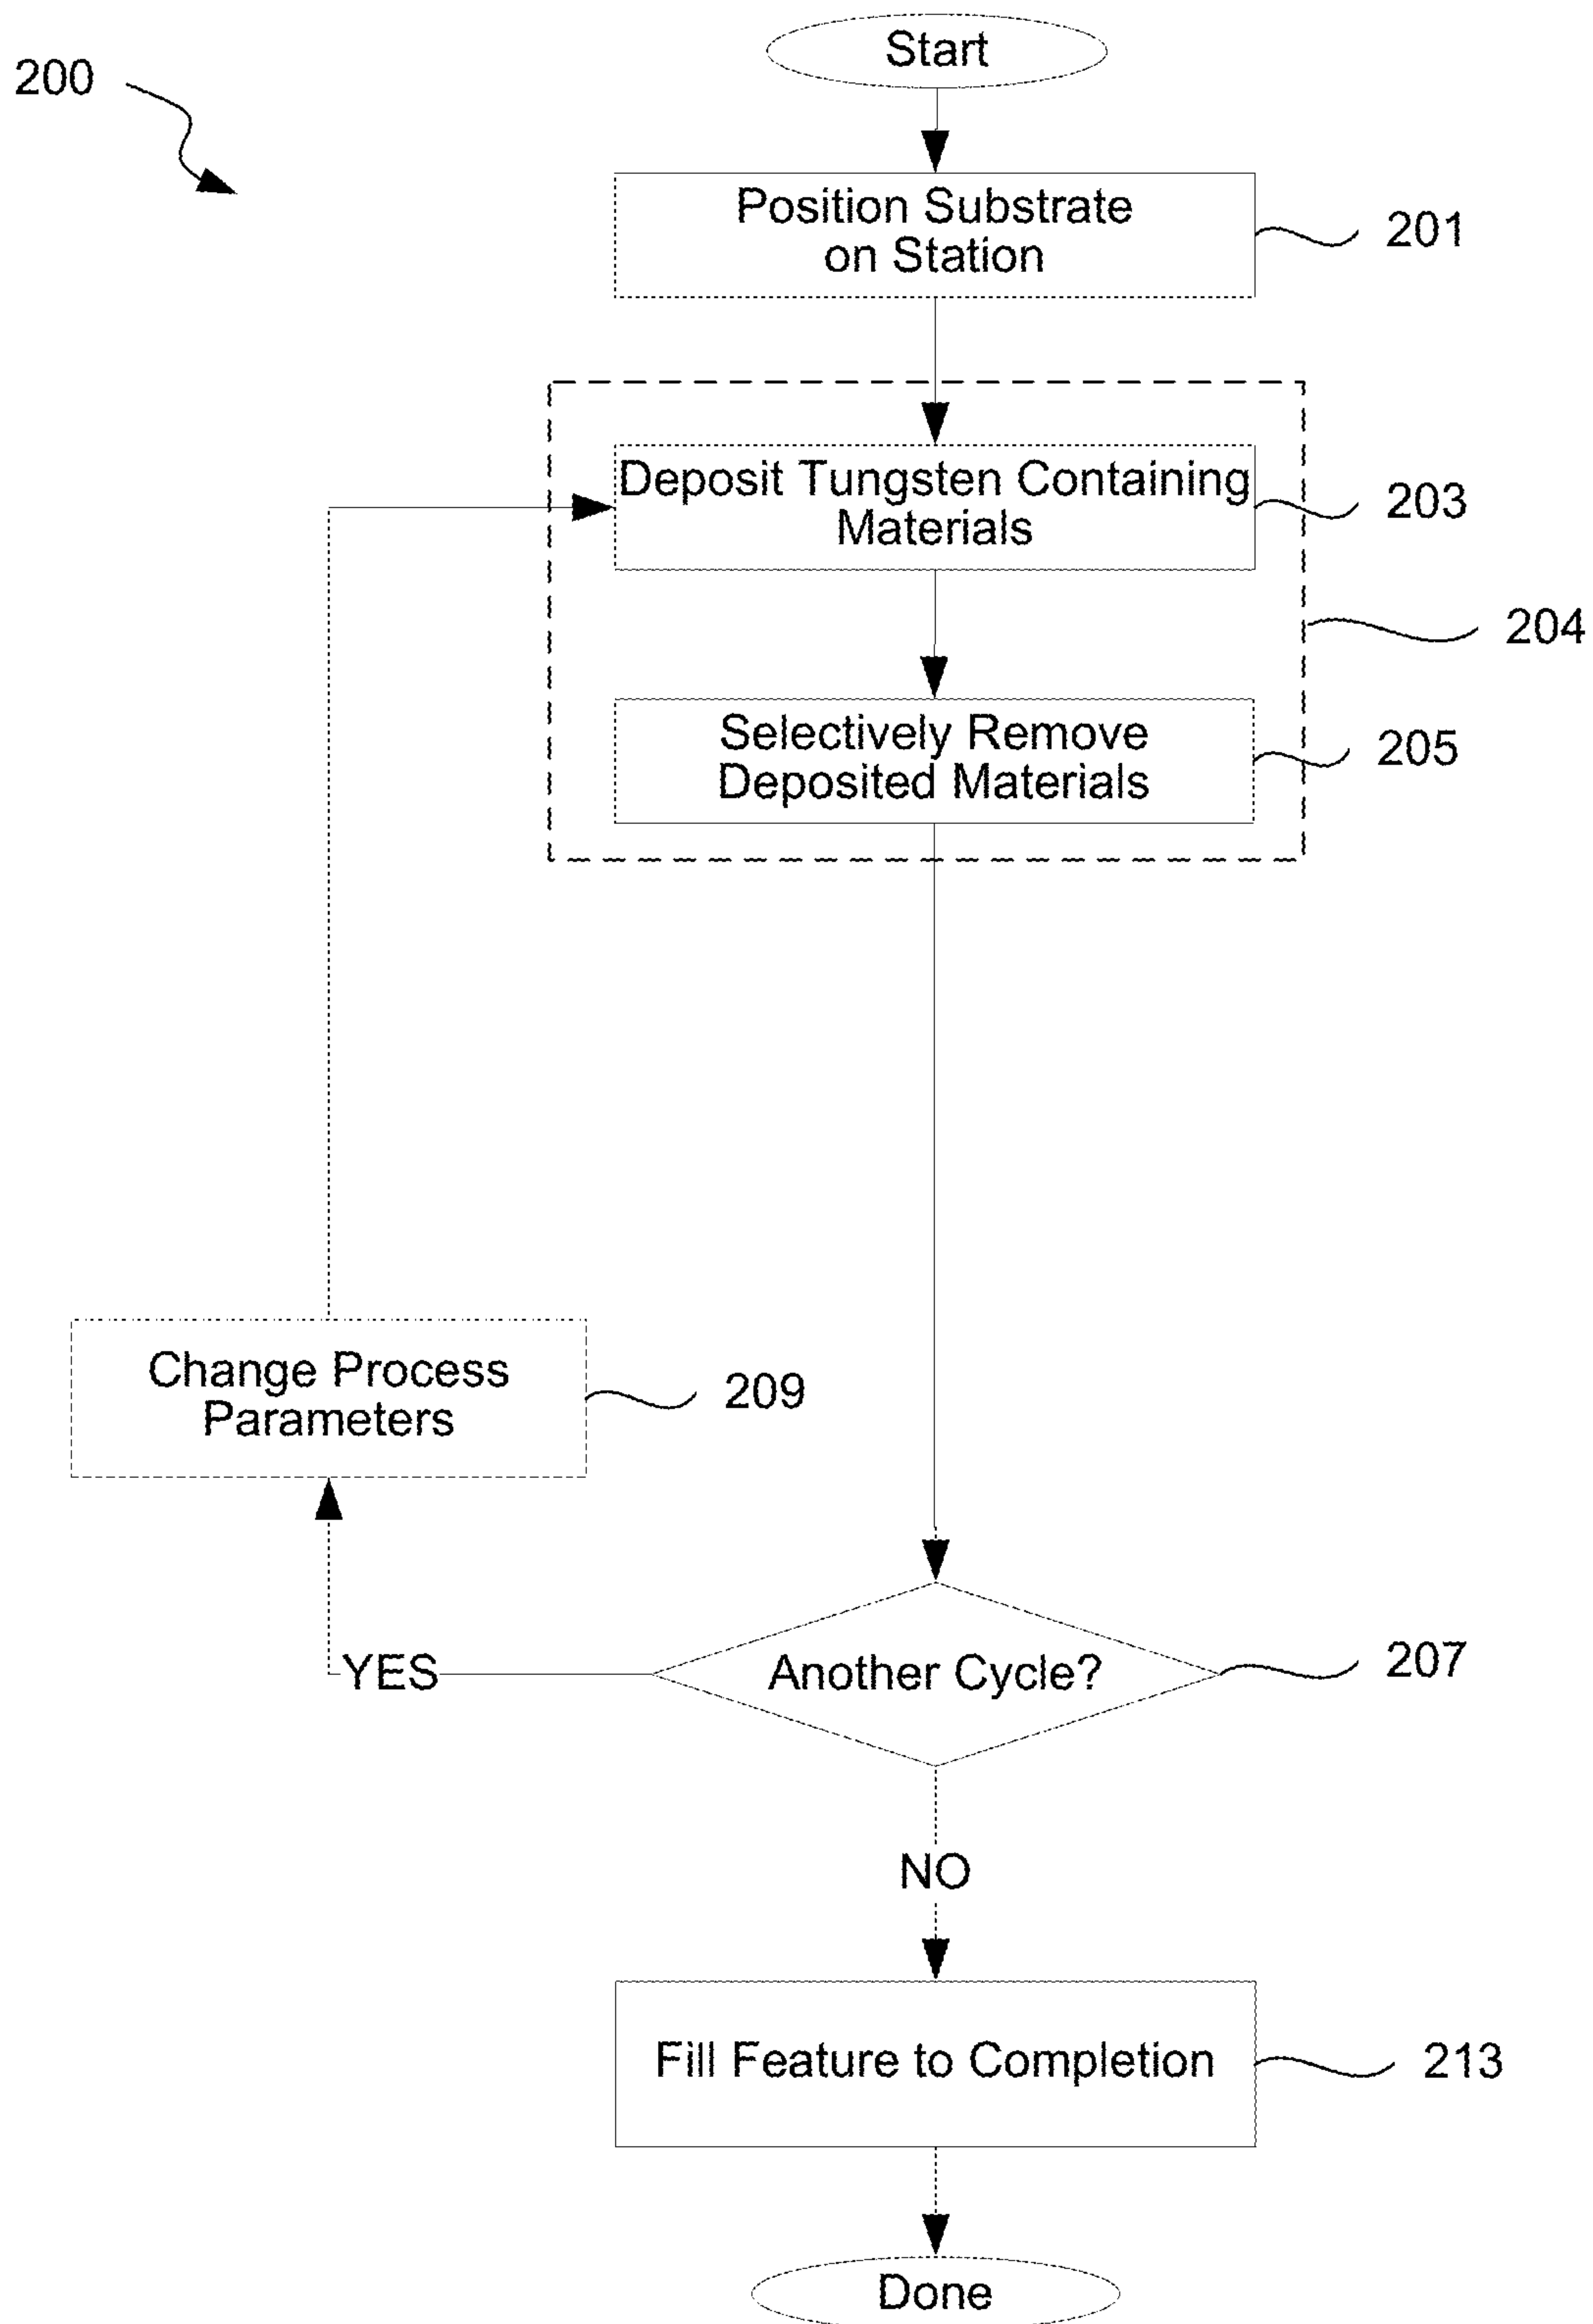 Start
200
Position Substrate
on Station
201
Deposit Tungsten Containing
Materials
203
204
Selectively Remove
Deposited Materials
205
Change Process
Parameters
209
YES
Another Cycle?
207
NO
Fill Feature to Completion
213
Done